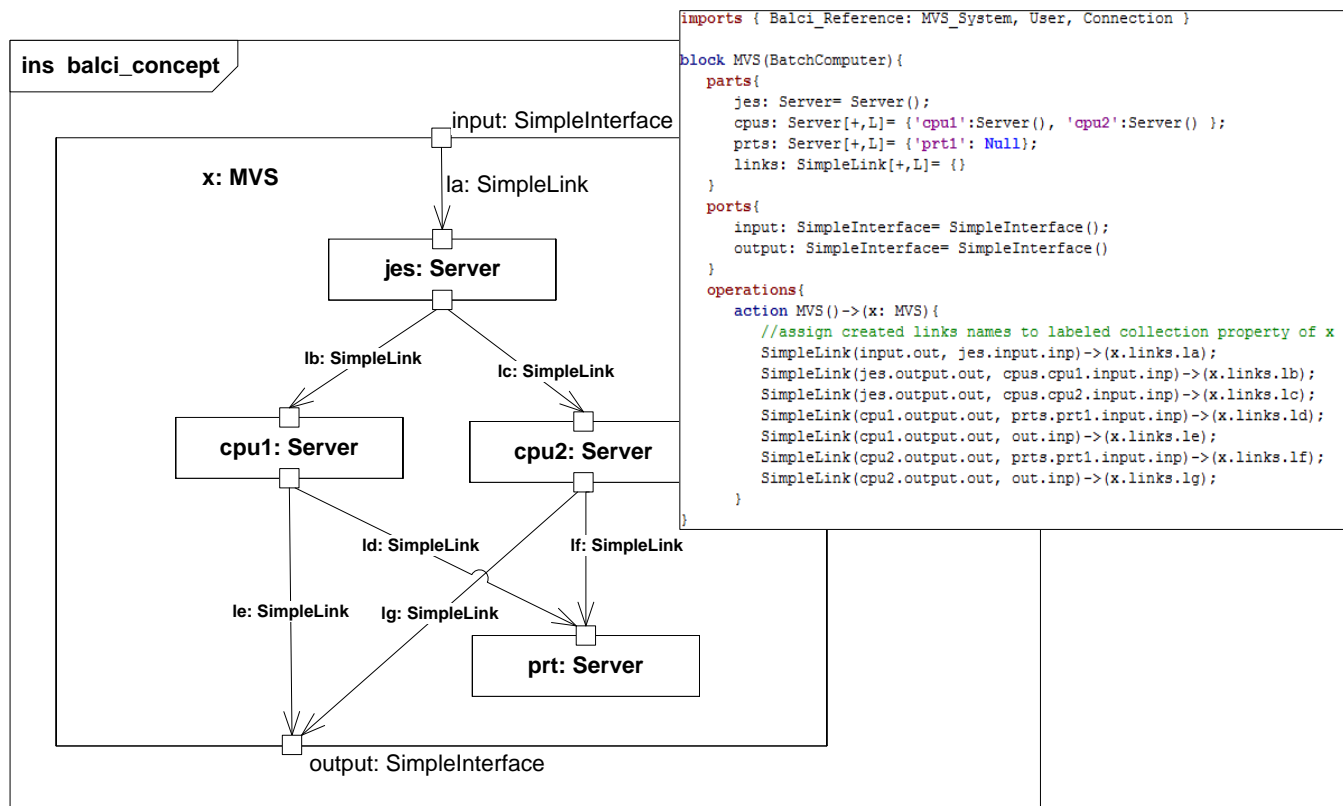 ins balci_concept
input: SimpleInterface
x: MVS
la: SimpleLink
jes: Server
lb: SimpleLink
lc: SimpleLink
cpu1: Server
cpu2: Server
ld: SimpleLink
lf: SimpleLink
le: SimpleLink
lg: SimpleLink
prt: Server
output: SimpleInterface
imports { Balci_Reference: MVS_System, User, Connection }
block MVS(BatchComputer){
parts{
jes: Server= Server();
cpus: Server[+,L]= {'cpu1':Server(), 'cpu2':Server() };
prts: Server[+,L]= {'prt1': Null};
links: SimpleLink[+,L]= {}
}
ports{
input: SimpleInterface= SimpleInterface();
output: SimpleInterface= SimpleInterface()
}
operations{
action MVS()->(x: MVS){
//assign created links names to labeled collection property of x
SimpleLink(input.out, jes.input.inp)->(x.links.la);
SimpleLink(jes.output.out, cpus.cpu1.input.inp)->(x.links.lb);
SimpleLink(jes.output.out, cpus.cpu2.input.inp)->(x.links.lc);
SimpleLink(cpu1.output.out, prts.prt1.input.inp)->(x.links.ld);
SimpleLink(cpu1.output.out, out.inp)->(x.links.le);
SimpleLink(cpu2.output.out, prts.prt1.input.inp)->(x.links.lf);
SimpleLink(cpu2.output.out, out.inp)->(x.links.lg);
}
}